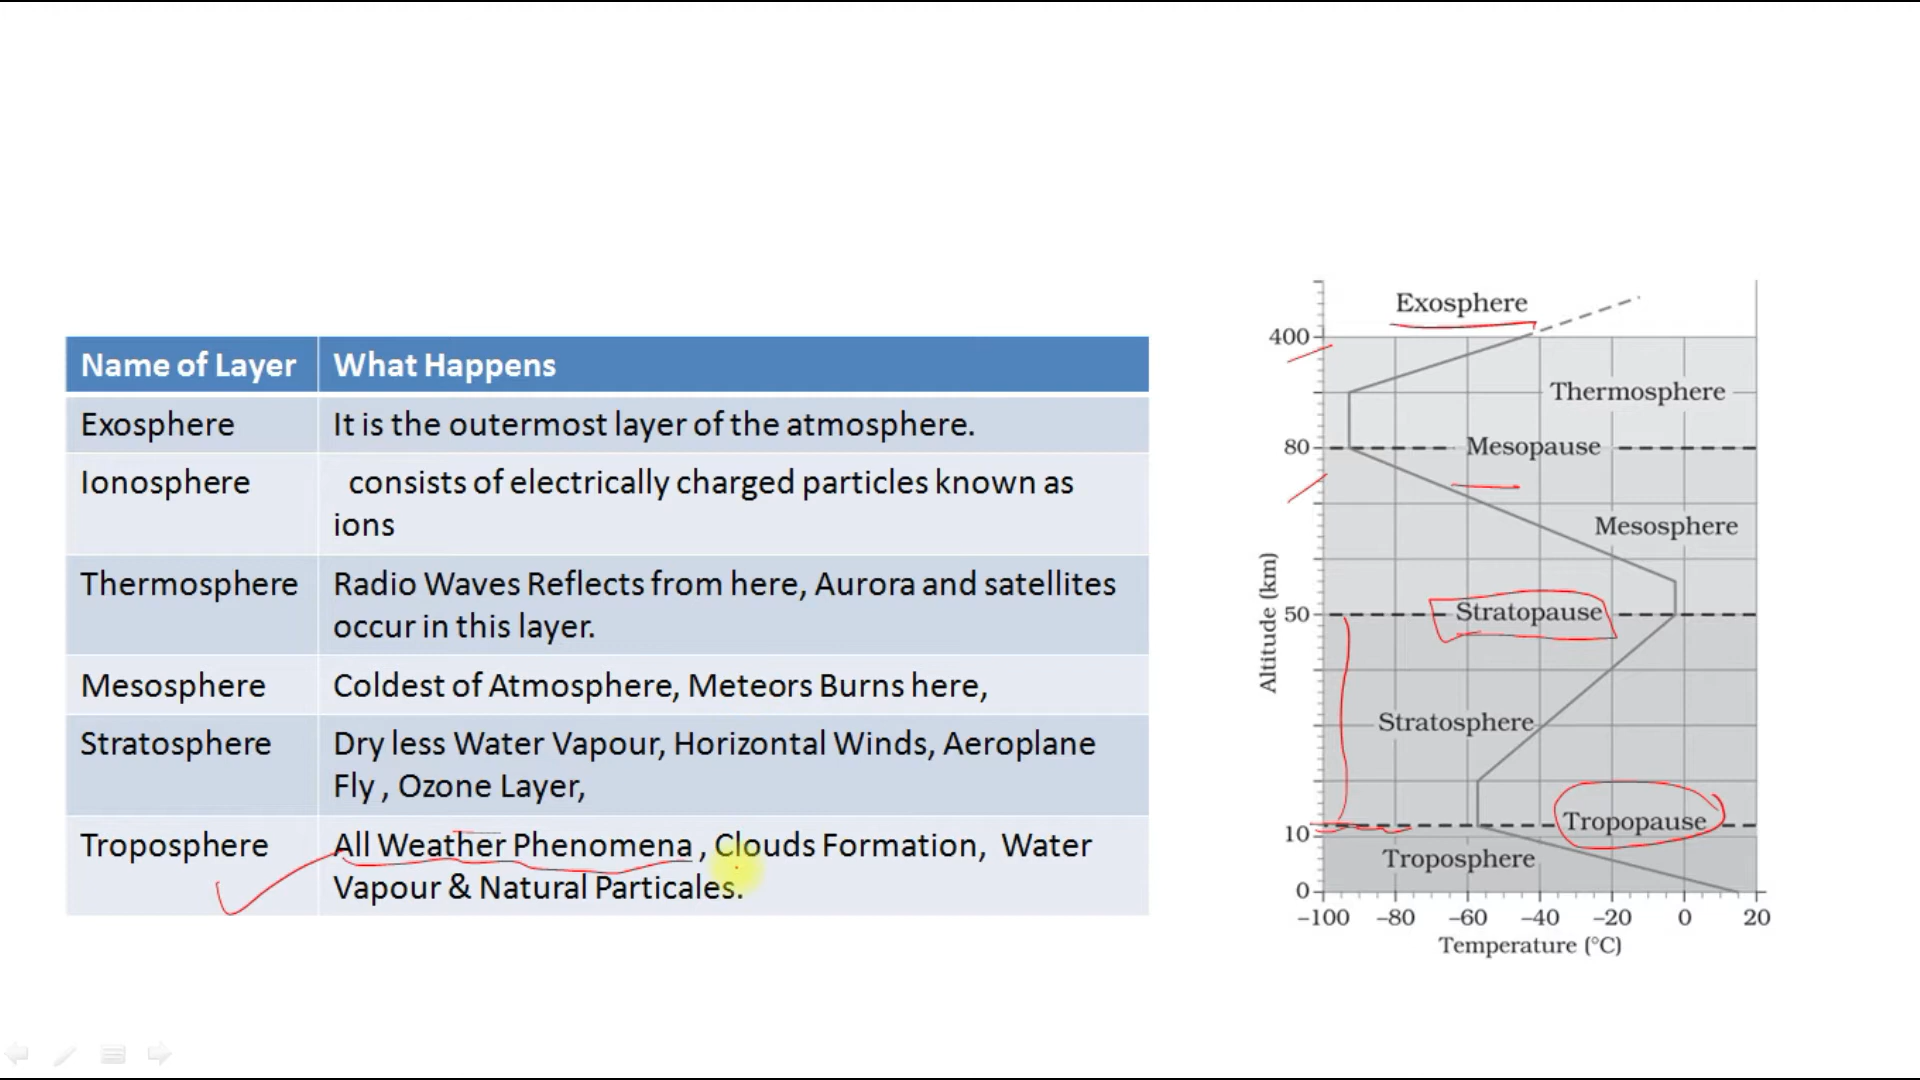 Name of Layer What Happens
Exosphere It is the outermost layer of the atmosphere.
Ionosphere consists of electrically charged particles known as
ions
Thermosphere Radio Waves Reflects from here, Aurora and satellites
occur in this layer.
Mesosphere Coldest of Atmosphere, Meteors Burns here,
Stratosphere Dry less Water Vapour, Horizontal Winds, Aeroplane
Fly , Ozone Layer,
Troposphere All Weather Phenomena , Clouds Formation, Water
Vapour & Natural Particales.
Exosphere
400
Thermosphere
80 Mesopause
Mesosphere
Altitude (km)
50 Stratopause
Stratosphere
Tropopause
10
Troposphere
0
–100 –80 –60 –40 –20 0 20
Temperature (°C)